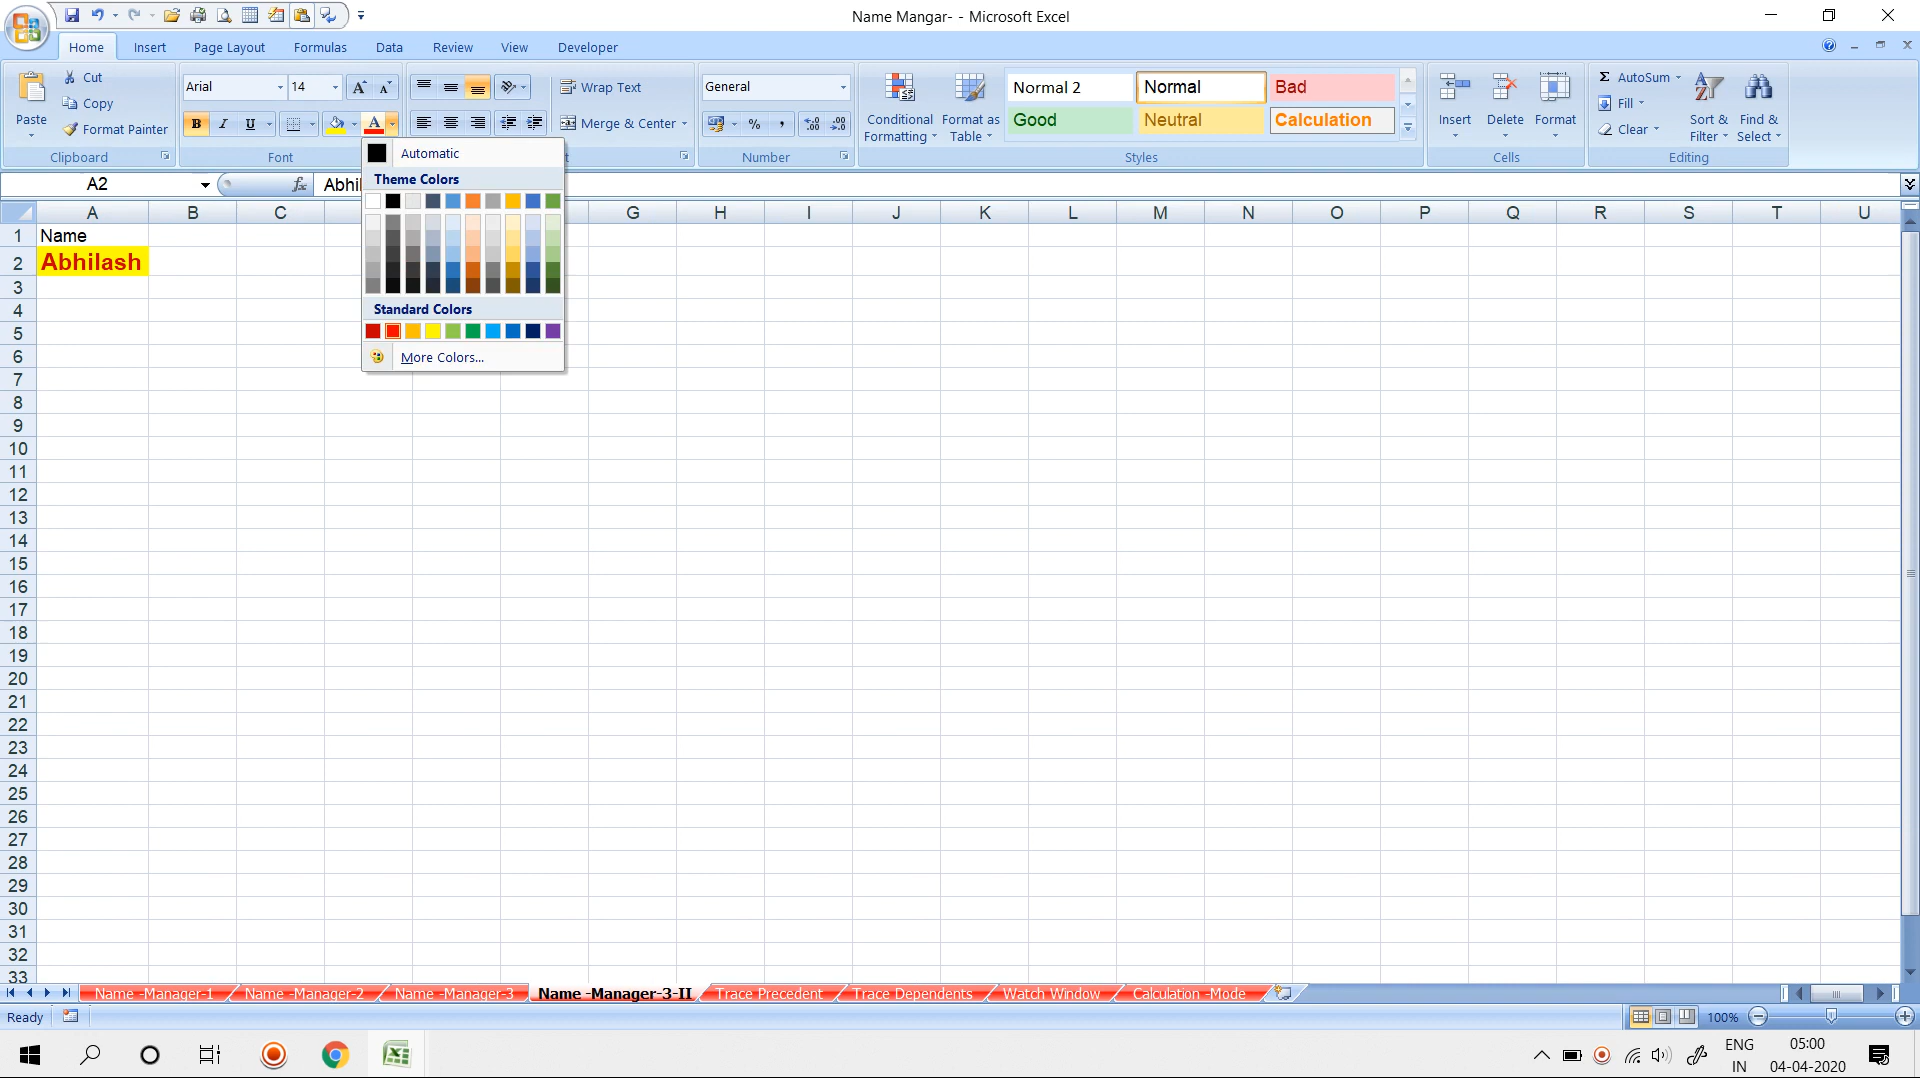 Name Mangar- - Microsoft Excel
Home Insert Page Layout Formulas Data Review View Developer
Paste
Cut
Copy
Format Painter
Clipboard
Arial 14
B I U A
Font
Wrap Text
Merge & Center
General
%
Number
Conditional Formatting
Format as Table
Normal 2 Normal Bad
Good Neutral Calculation
Styles
Insert Delete Format
Cells
AutoSum
Fill
Clear
Sort & Filter
Find & Select
Editing
A2 fx Abhil
Automatic
Theme Colors
Standard Colors
More Colors...
A B C G H I J K L M N O P Q R S T U
1 Name
2 Abhilash
3
4
5
6
7
8
9
10
11
12
13
14
15
16
17
18
19
20
21
22
23
24
25
26
27
28
29
30
31
32
33
Name -Manager-1 Name -Manager-2 Name -Manager-3 Name -Manager-3-II Trace Precedent Trace Dependents Watch Window Calculation -Mode
Ready 100%
ENG 05:00
IN 04-04-2020